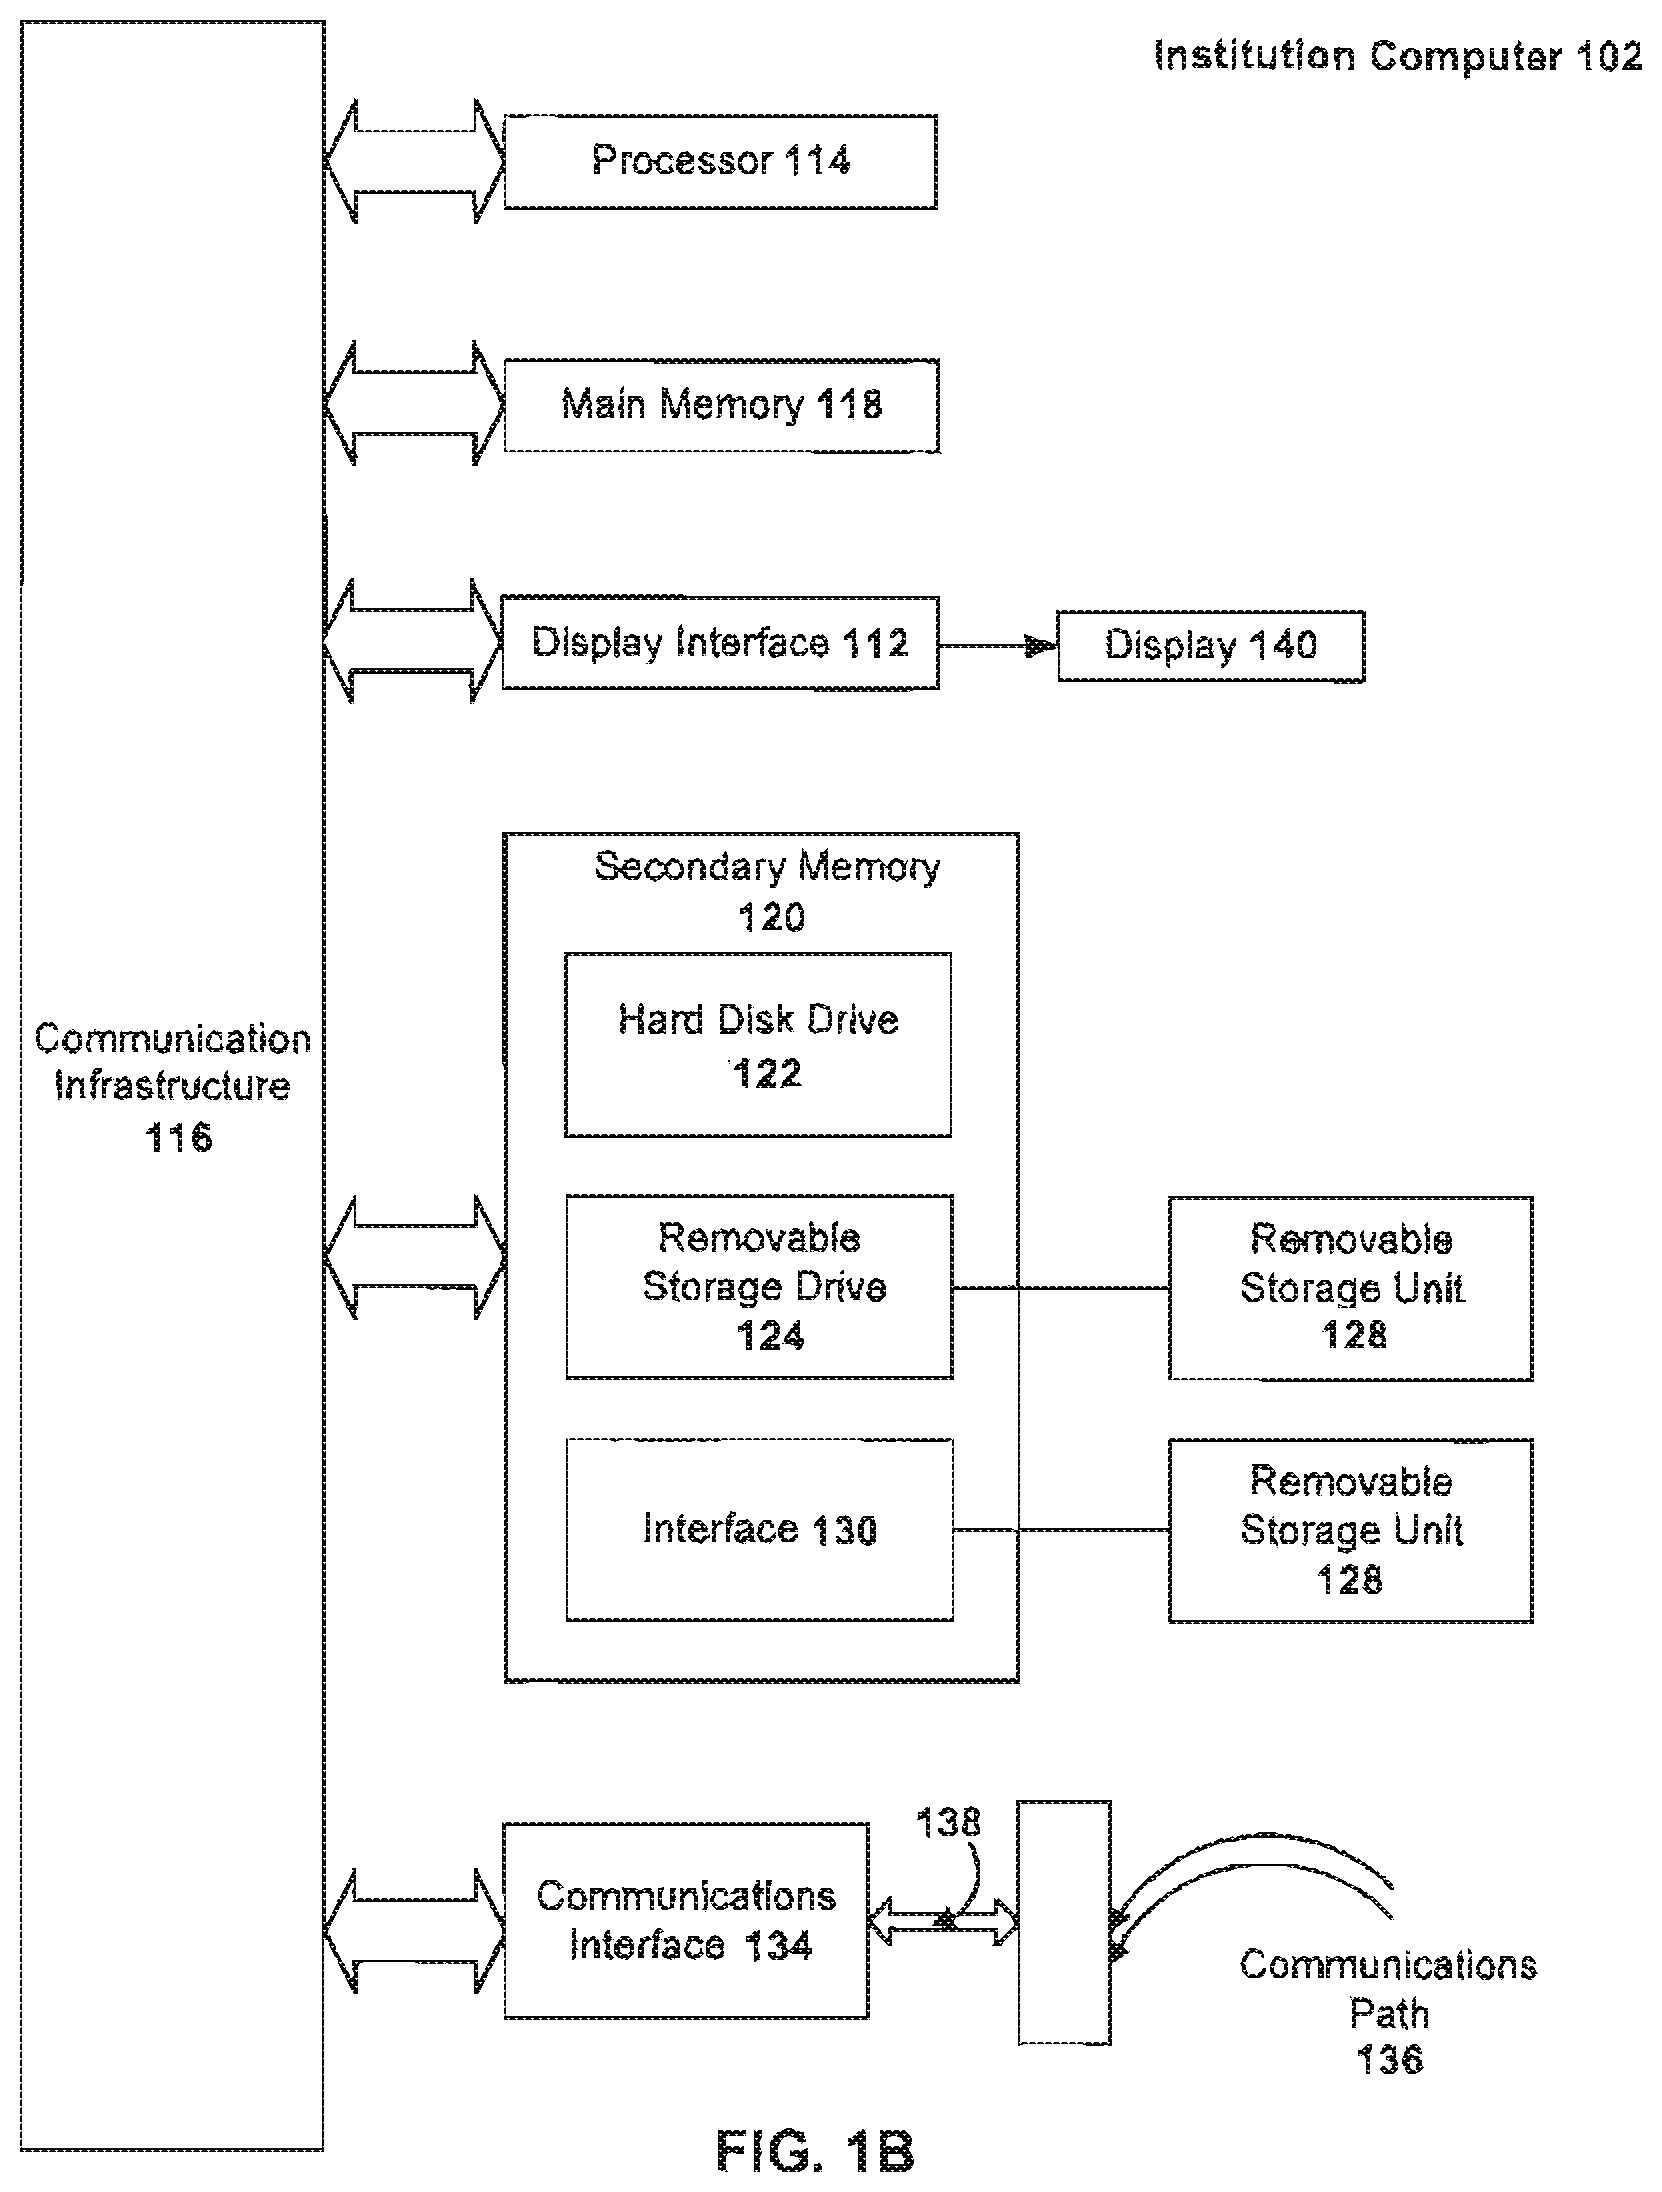 Institution Computer 102
Processor 114
Main Memory 118
Display Interface 112
Display 140
Secondary Memory
120
Hard Disk Drive
122
Communication
Infrastructure
116
Removable
Storage Drive
124
Removable
Storage Unit
128
Interface 130
Removable
Storage Unit
128
138
Communications
Interface 134
Communications
Path
136
FIG. 1B